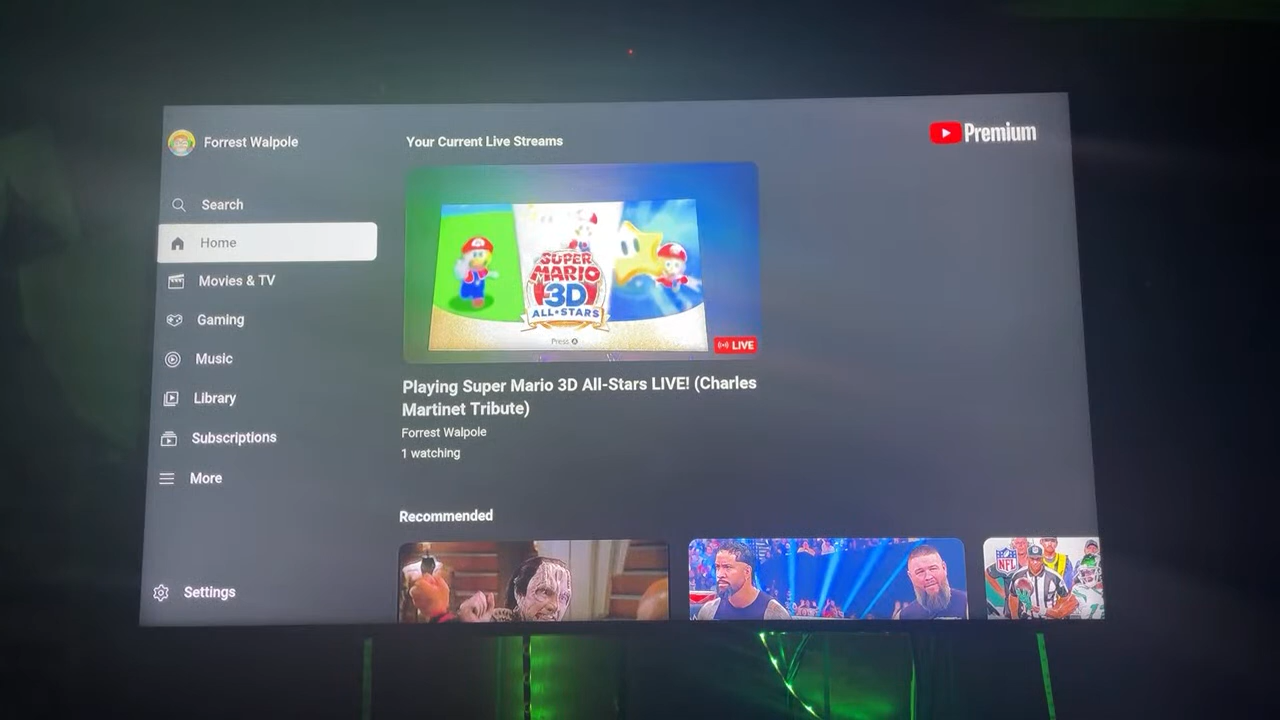 Forrest Walpole
Your Current Live Streams
Premium
Search
Home
Movies & TV
Gaming
Music
Library
Subscriptions
More
Settings
SUPER
MARIO
3D
ALL★STARS
Press A
LIVE
Playing Super Mario 3D All-Stars LIVE! (Charles
Martinet Tribute)
Forrest Walpole
1 watching
Recommended
NFL